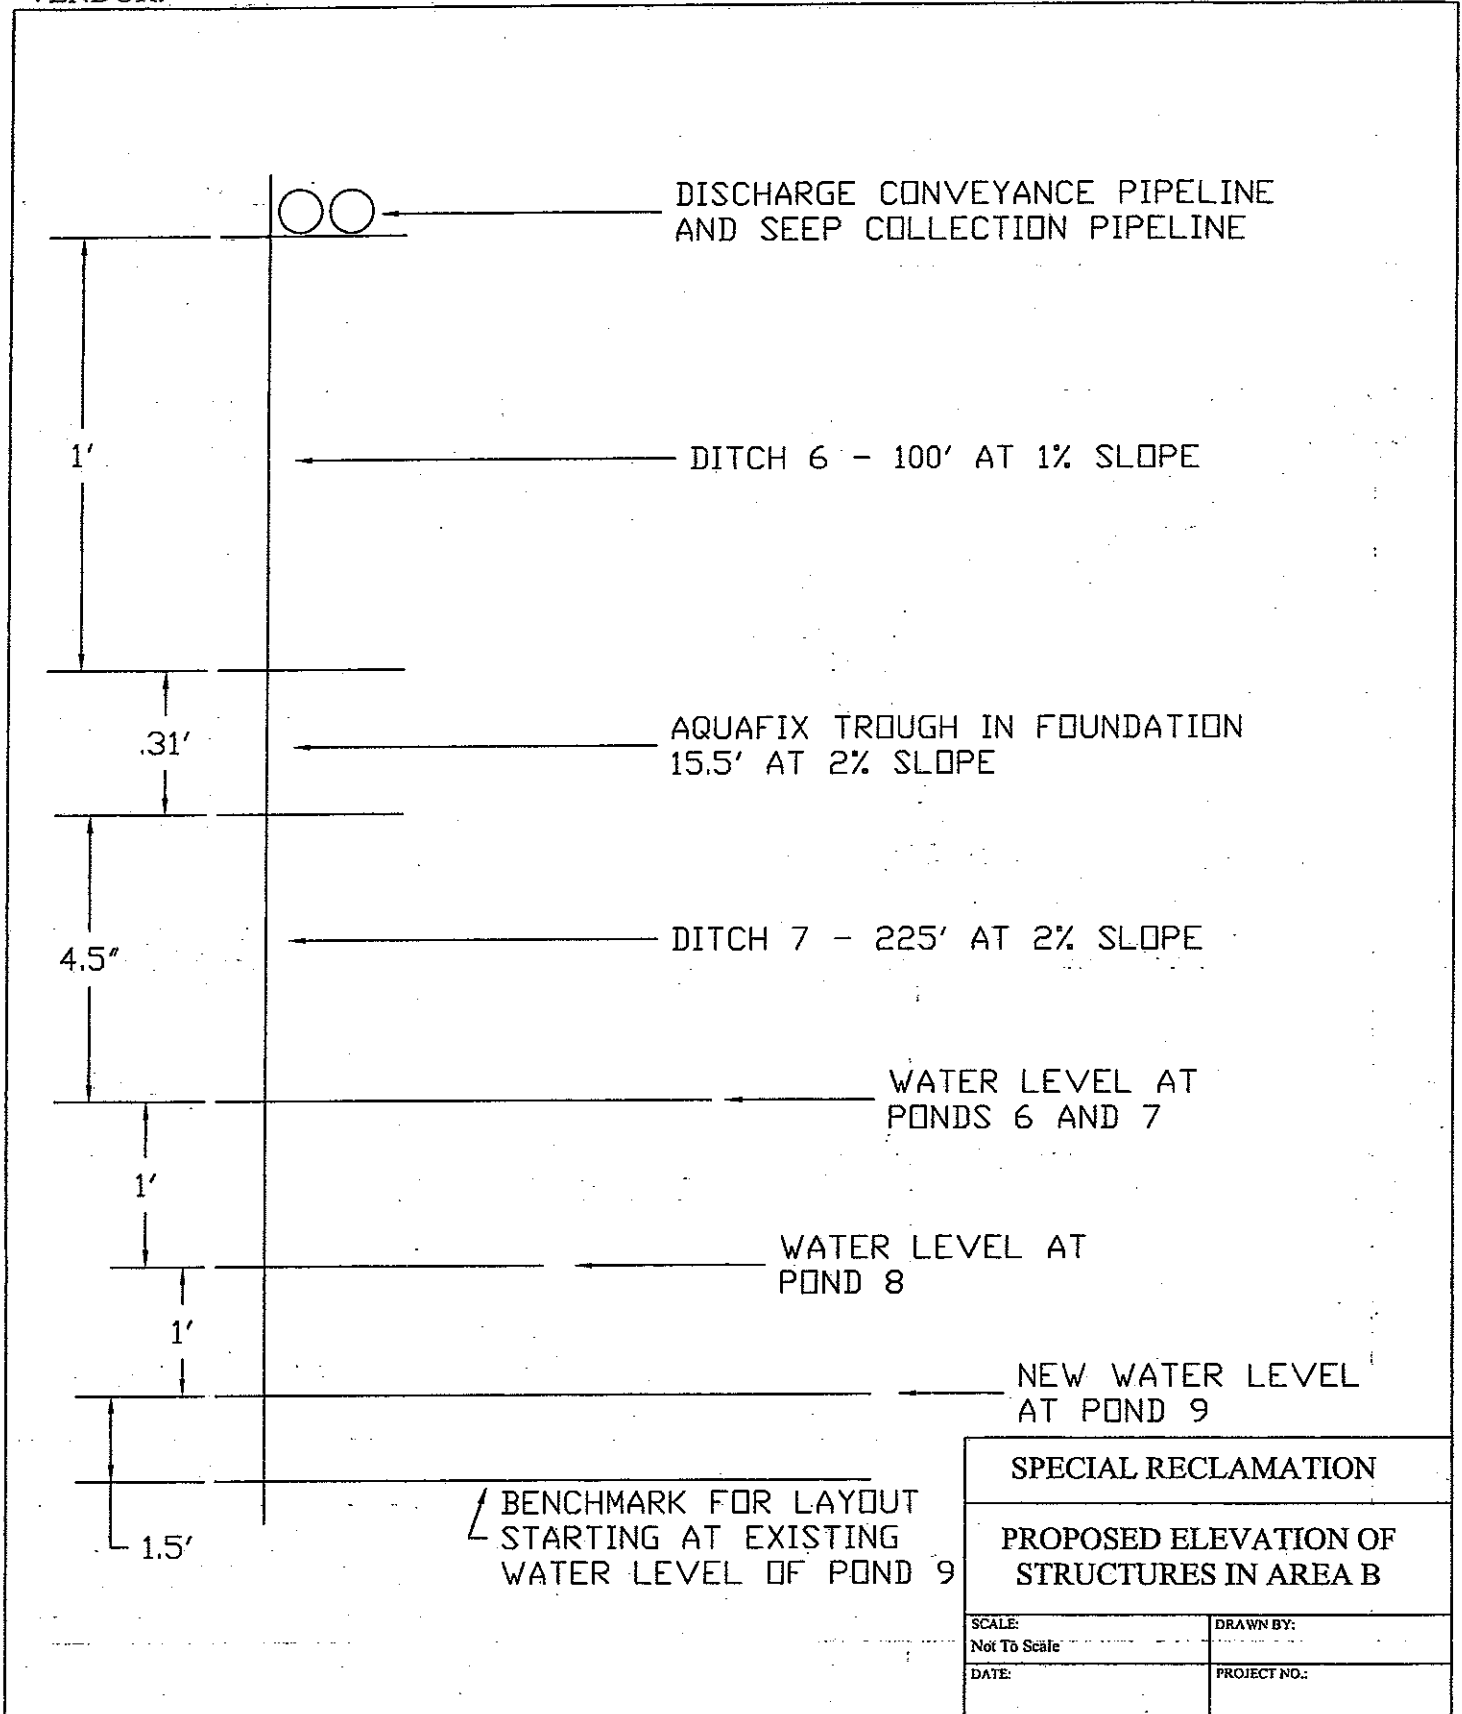 DISCHARGE CONVEYANCE PIPELINE
AND SEEP COLLECTION PIPELINE
1'
DITCH 6 - 100' AT 1% SLOPE
.31'
AQUAFIX TROUGH IN FOUNDATION
15.5' AT 2% SLOPE
4.5"
DITCH 7 - 225' AT 2% SLOPE
WATER LEVEL AT
PONDS 6 AND 7
1'
WATER LEVEL AT
POND 8
1'
NEW WATER LEVEL
AT POND 9
1.5'
BENCHMARK FOR LAYOUT
STARTING AT EXISTING
WATER LEVEL OF POND 9
SPECIAL RECLAMATION
PROPOSED ELEVATION OF
STRUCTURES IN AREA B
SCALE:
Not To Scale
DRAWN BY:
DATE:
PROJECT NO.: